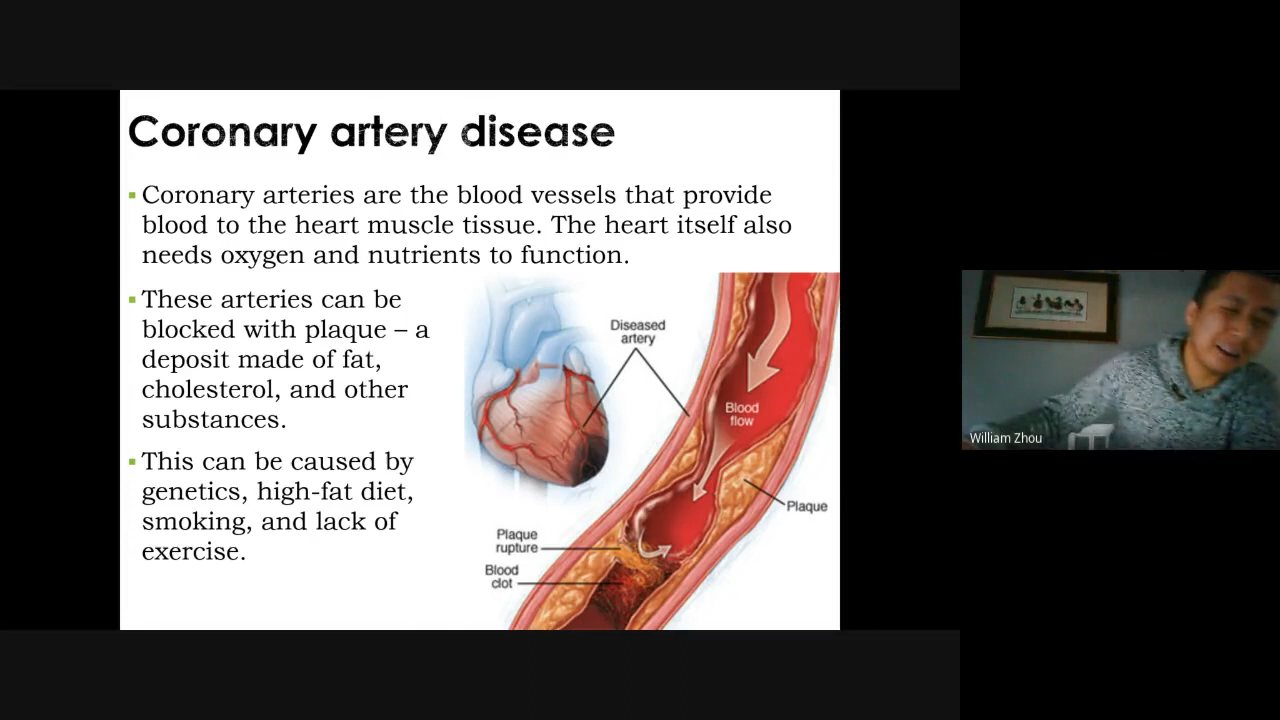 Coronary artery disease
Coronary arteries are the blood vessels that provide
blood to the heart muscle tissue. The heart itself also
needs oxygen and nutrients to function.
These arteries can be
blocked with plaque – a
deposit made of fat,
cholesterol, and other
substances.
This can be caused by
genetics, high-fat diet,
smoking, and lack of
exercise.
Diseased
artery
Blood
flow
Plaque
Plaque
rupture
Blood
clot
William Zhou